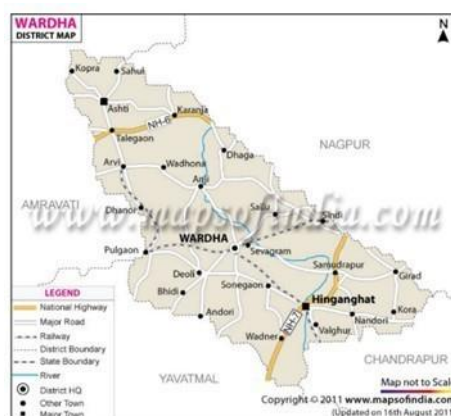 WARDHA
DISTRICT MAP
N
Kopra
Sahul
Ashti
Karanja
NH-6
Talegaon
Dhaga
NAGPUR
Arvi
Wadhona
Anji
AMRAVATI
Dhanor
Sailu
Sindi
www.mapsofindia.com
WARDHA
Sevagram
Pulgaon
Samudrapur
Deoli
Girad
Sonegaon
Bhidi
Hinganghat
Kora
Andori
Nandori
NH-7
Wadner
Valghur
CHANDRAPUR
YAVATMAL
LEGEND
National Highway
Major Road
Railway
District Boundary
State Boundary
River
District HQ
Other Town
Major Town
Map not to Scale
Copyright © 2011 www.mapsofindia.com
(Updated on 16th August 2011)